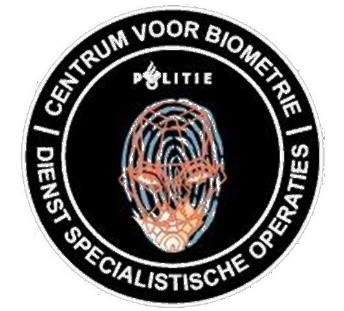 CENTRUM VOOR BIOMETRIE
POLITIE
DIENST SPECIALISTISCHE OPERATIES